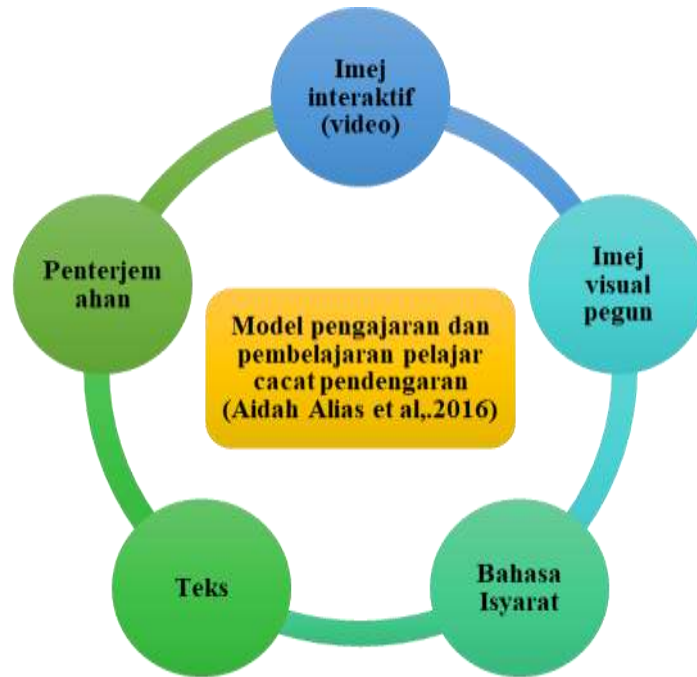 Imej
interaktif
(video)
Imej
visual
pegun
Bahasa
Isyarat
Teks
Penterjem
ahan
Model pengajaran dan
pembelajaran pelajar
cacat pendengaran
(Aidah Alias et al,.2016)